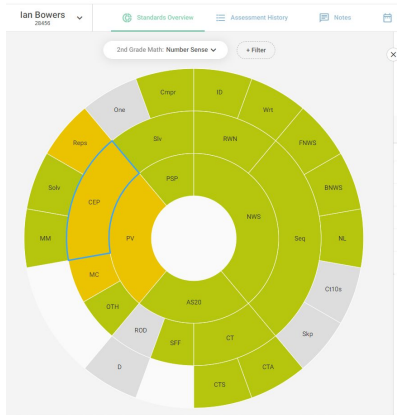 Ian Bowers
28456
Standards Overview
Assessment History
Notes
2nd Grade Math: Number Sense
+ Filter
Cmpr
ID
One
Wrt
Slv
RWN
Reps
FNWS
PSP
Solv
BNWS
CEP
NWS
MM
PV
Seq
NL
MC
Ct10s
AS20
OTH
ROD
CT
Skp
SFF
D
CTA
CTS